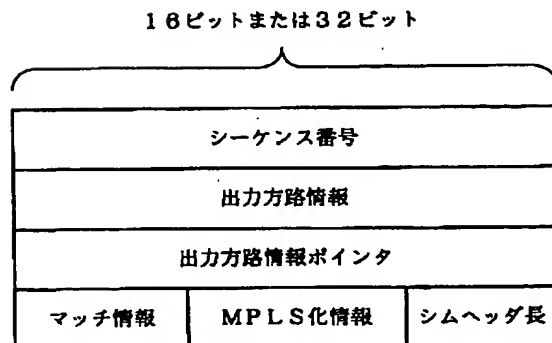 １６ビットまたは３２ビット
シーケンス番号
出力方路情報
出力方路情報ポインタ
マッチ情報 ＭＰＬＳ化情報 シムヘッダ長